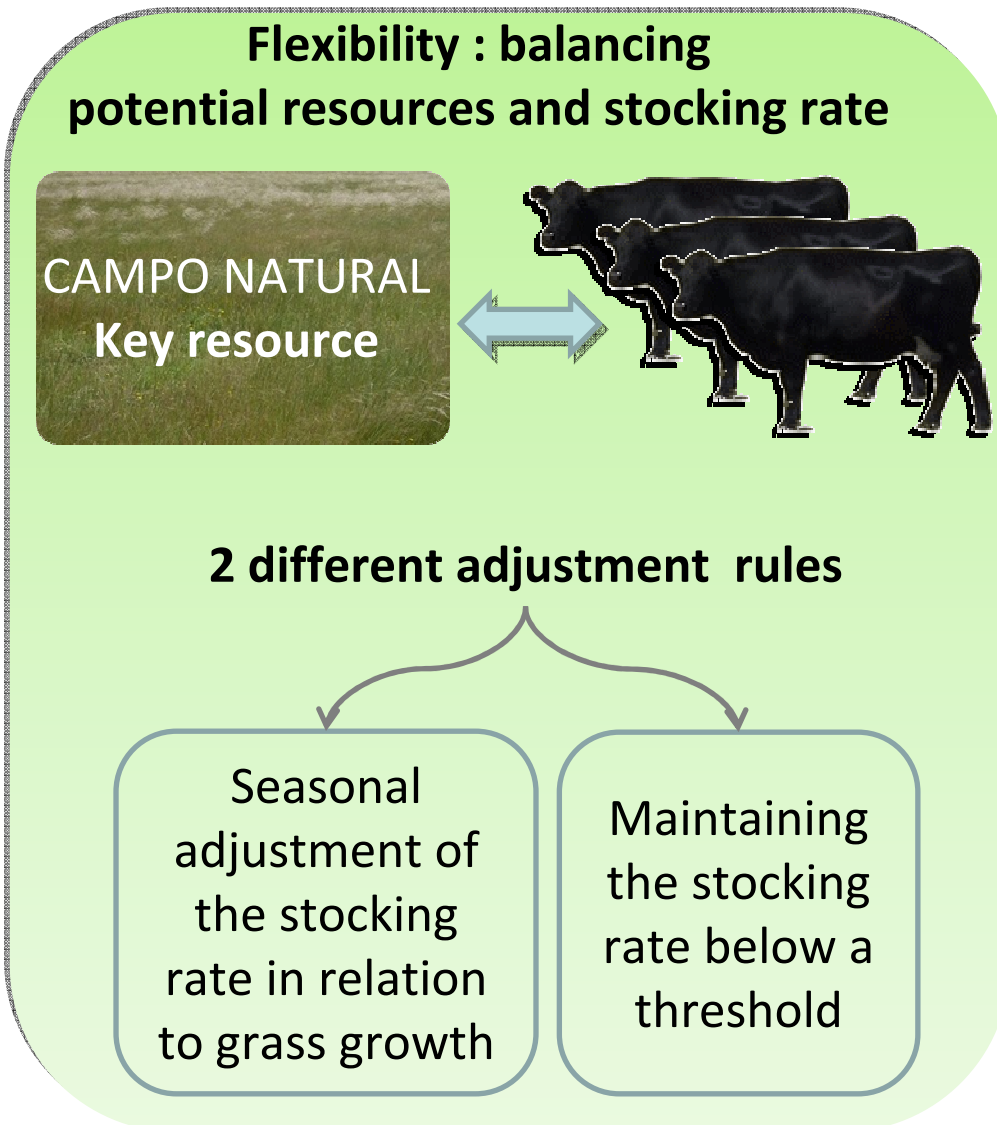 Flexibility : balancing
potential resources and stocking rate
CAMPO NATURAL
Key resource
2 different adjustment  rules
Seasonal
adjustment of
the stocking
rate in relation
to grass growth
Maintaining
the stocking
rate below a
threshold